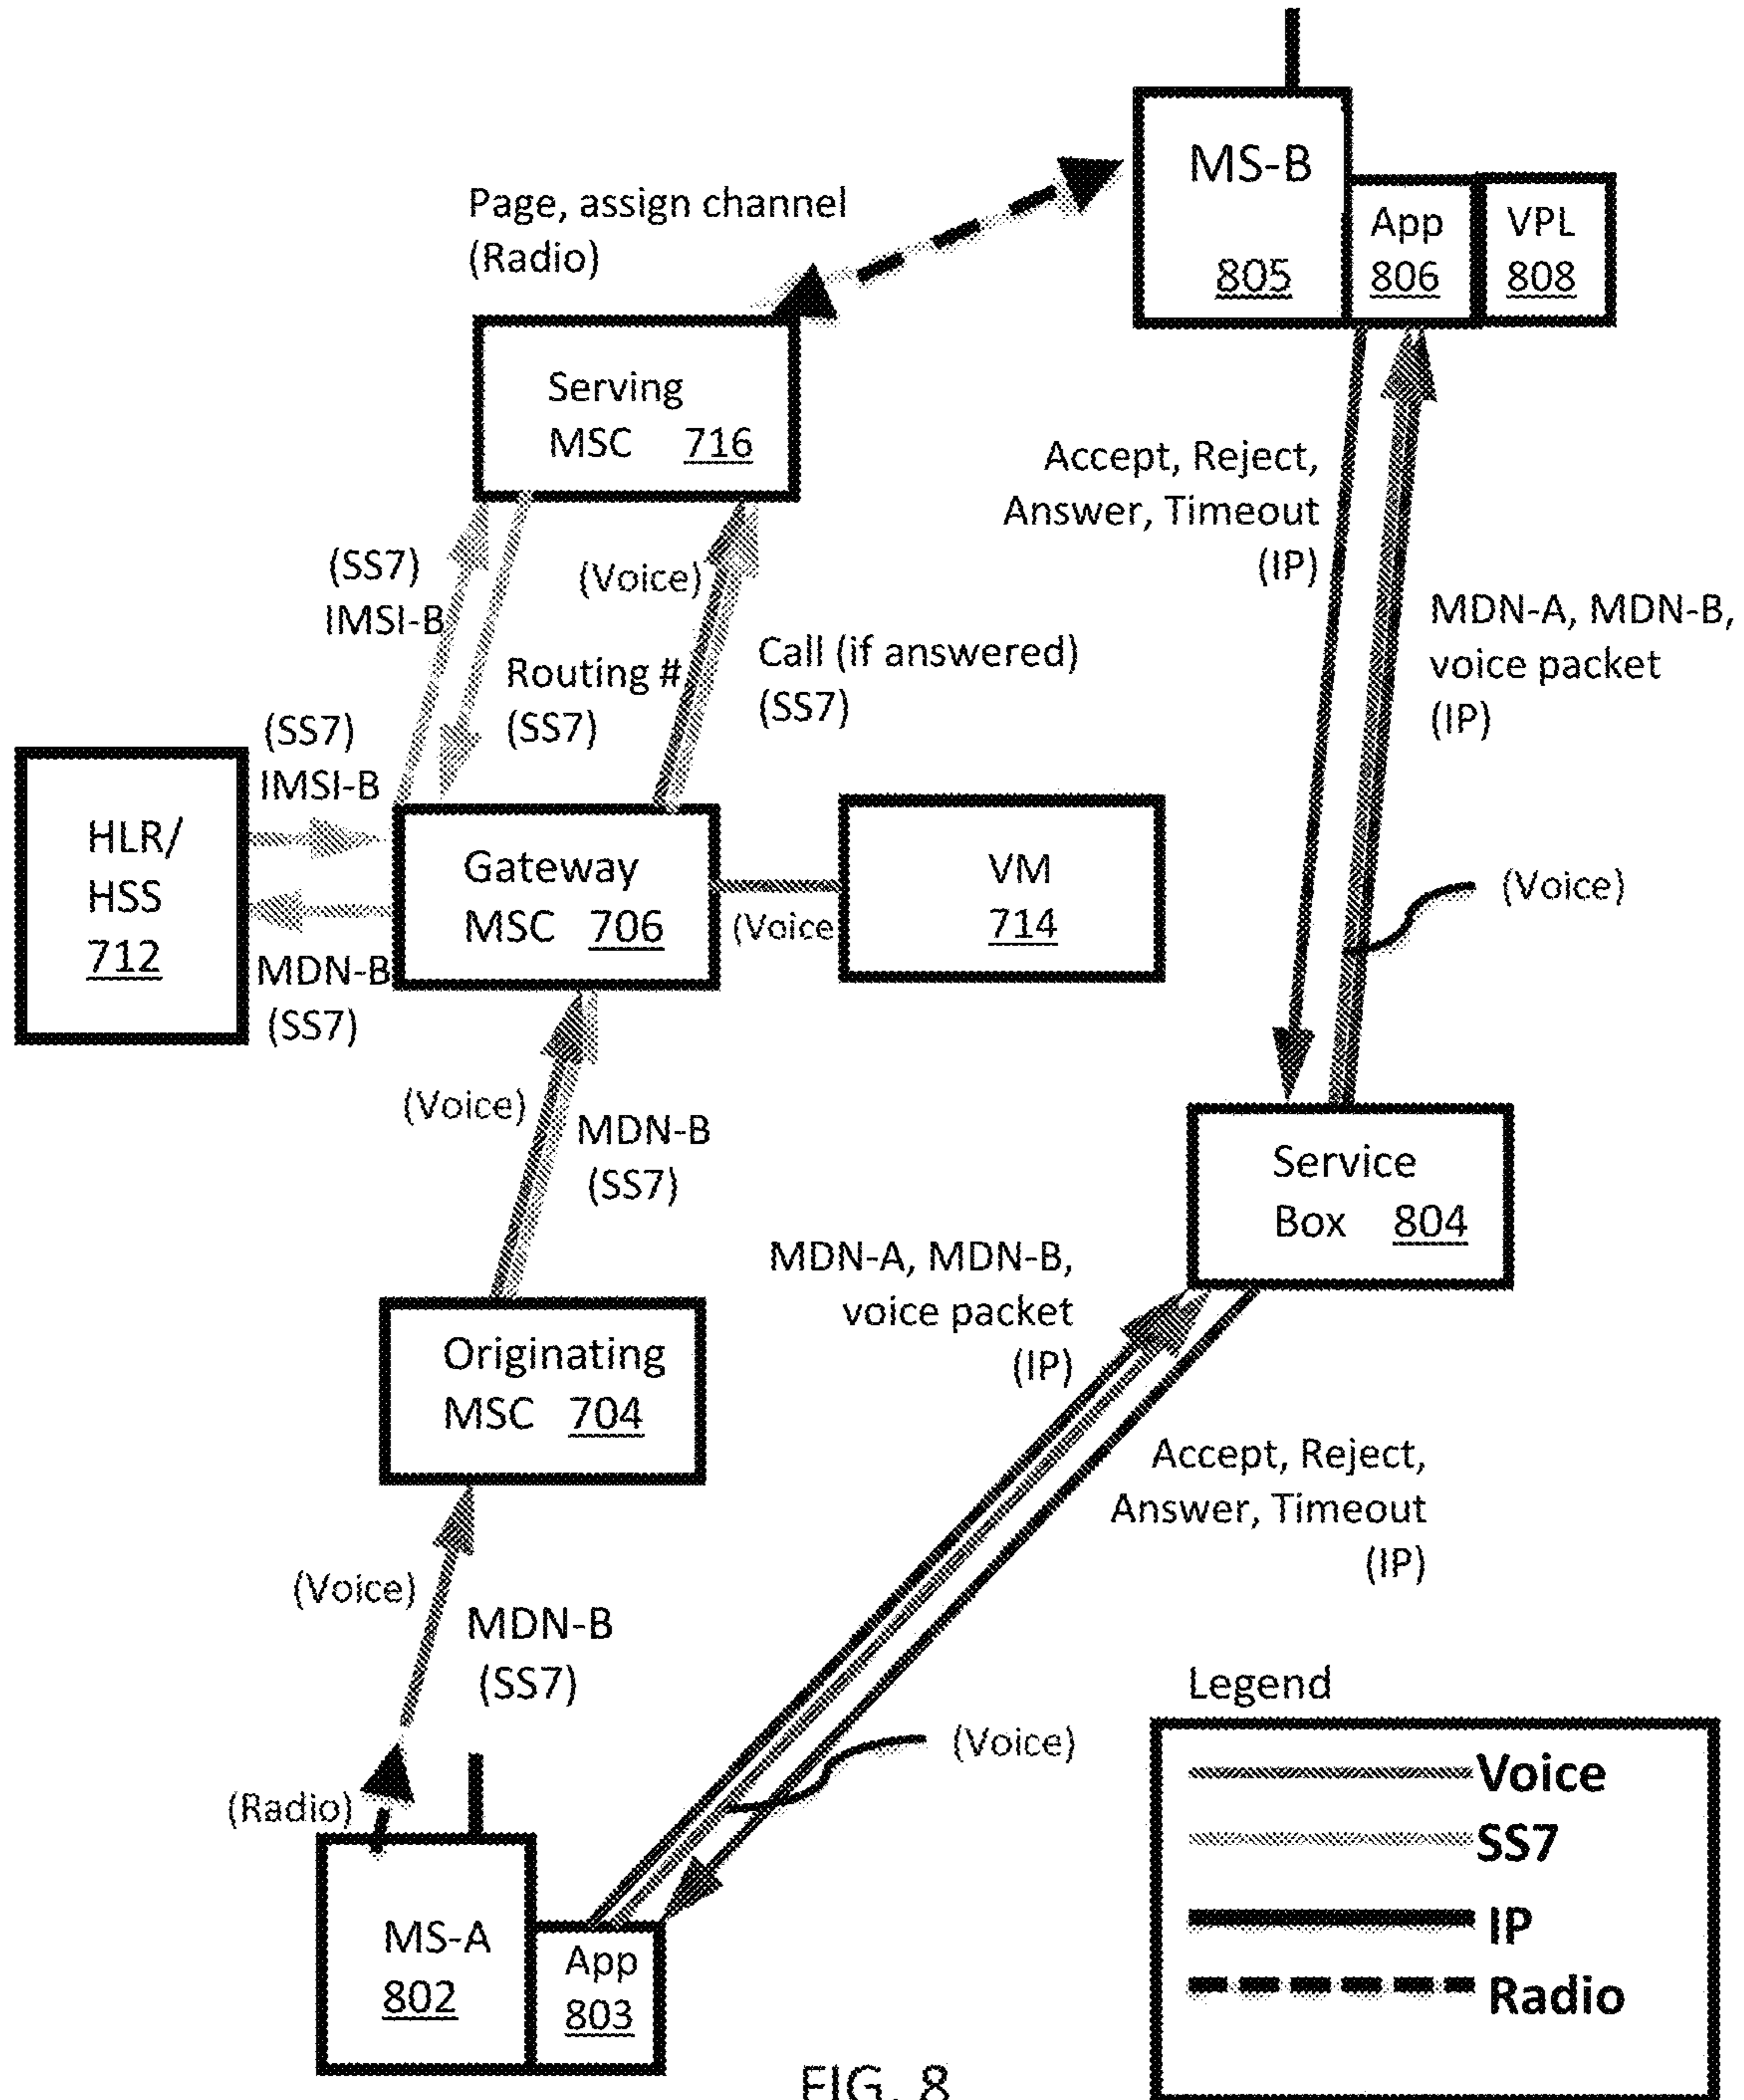 MS-B
805
App
806
VPL
808
Page, assign channel
(Radio)
Serving
MSC 716
Accept, Reject,
Answer, Timeout
(IP)
MDN-A, MDN-B,
voice packet
(IP)
(SS7)
IMSI-B
(Voice)
Routing #
(SS7)
Call (if answered)
(SS7)
(SS7)
IMSI-B
HLR/
HSS
712
MDN-B
(SS7)
Gateway
MSC 706
(Voice
VM
714
(Voice)
(Voice)
MDN-B
(SS7)
Service
Box 804
MDN-A, MDN-B,
voice packet
(IP)
Originating
MSC 704
Accept, Reject,
Answer, Timeout
(IP)
(Voice)
MDN-B
(SS7)
(Voice)
(Radio)
MS-A
802
App
803
Legend
Voice
SS7
IP
Radio
FIG. 8